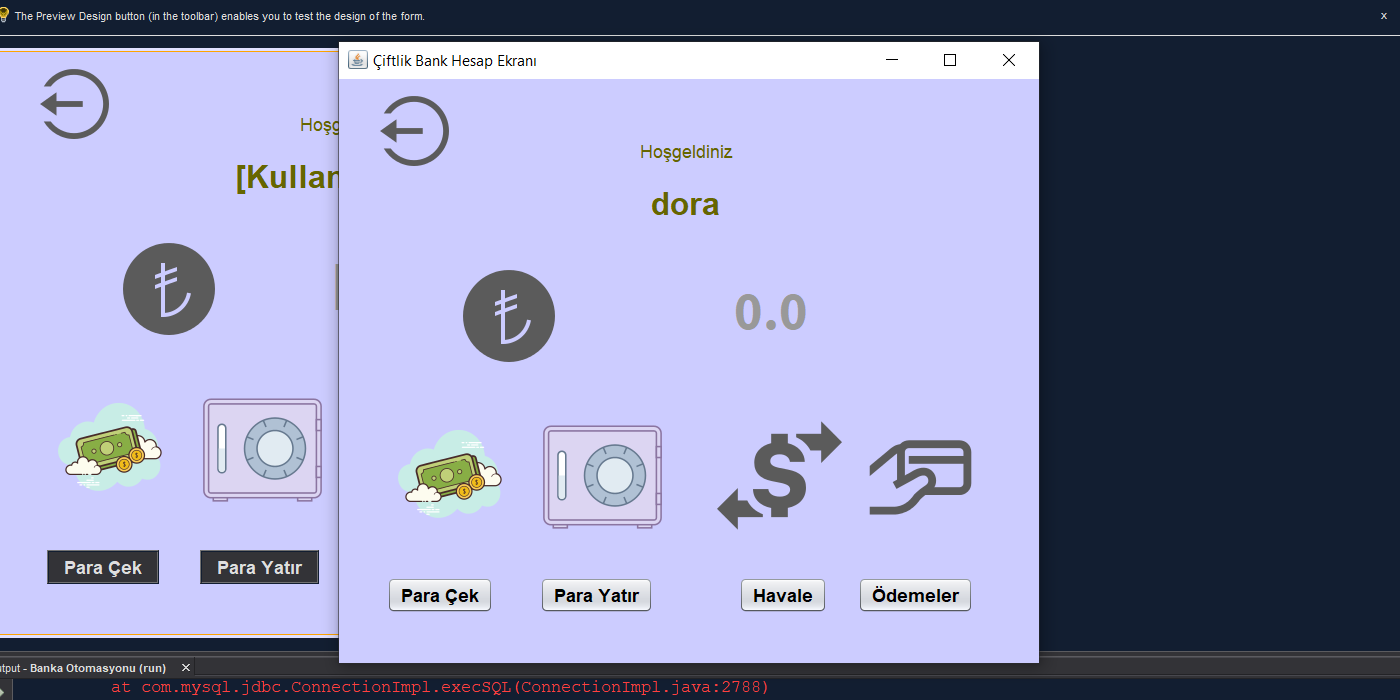 The Preview Design button (in the toolbar) enables you to test the design of the form.
x
Çiftlik Bank Hesap Ekranı
Hoşg
[Kullan
Hoşgeldiniz
dora
0.0
Para Çek
Para Yatır
Para Çek
Para Yatır
Havale
Ödemeler
utput - Banka Otomasyonu (run)
at com.mysql.jdbc.ConnectionImpl.execSQL(ConnectionImpl.java:2788)